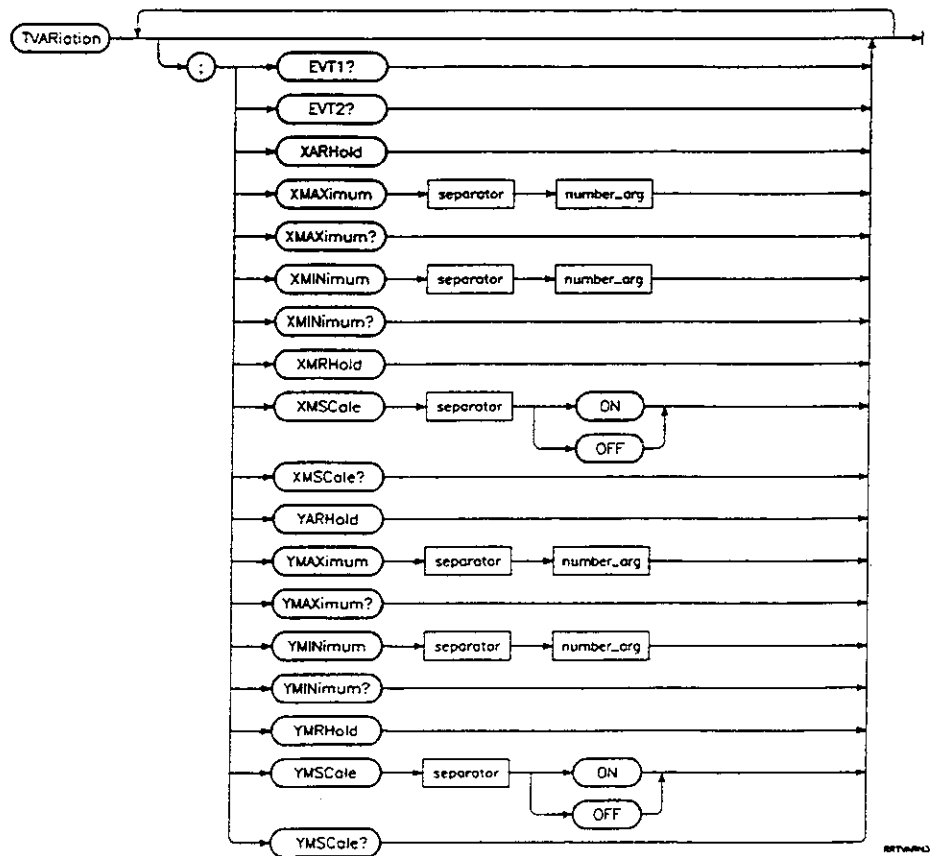 TVARiation
:
EVT1?
EVT2?
XARHold
XMAXimum separator number_arg
XMAXimum?
XMINimum separator number_arg
XMINimum?
XMRHold
XMSCale separator ON
OFF
XMSCale?
YARHold
YMAXimum separator number_arg
YMAXimum?
YMINimum separator number_arg
YMINimum?
YMRHold
YMSCale separator ON
OFF
YMSCale?